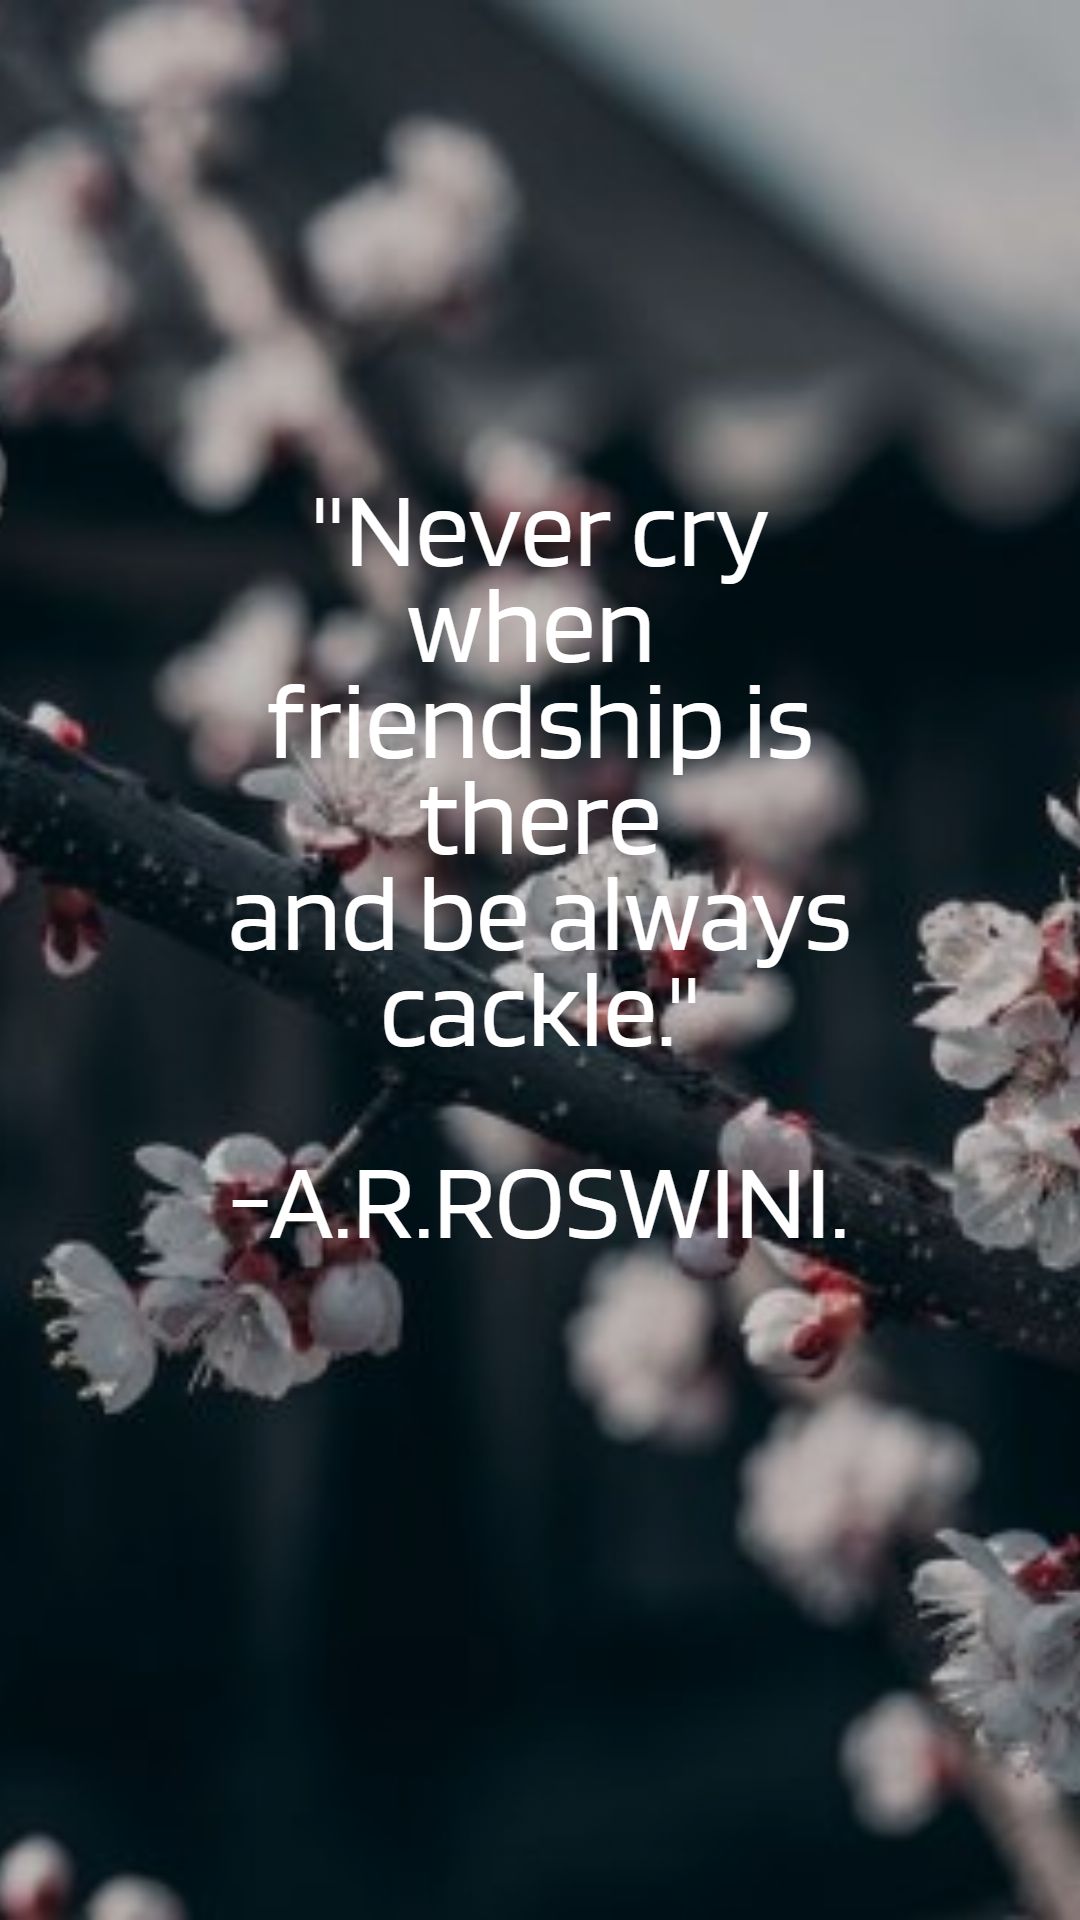 "Never cry
when
friendship is
there
and be always
cackle."
-A.R.ROSWINI.